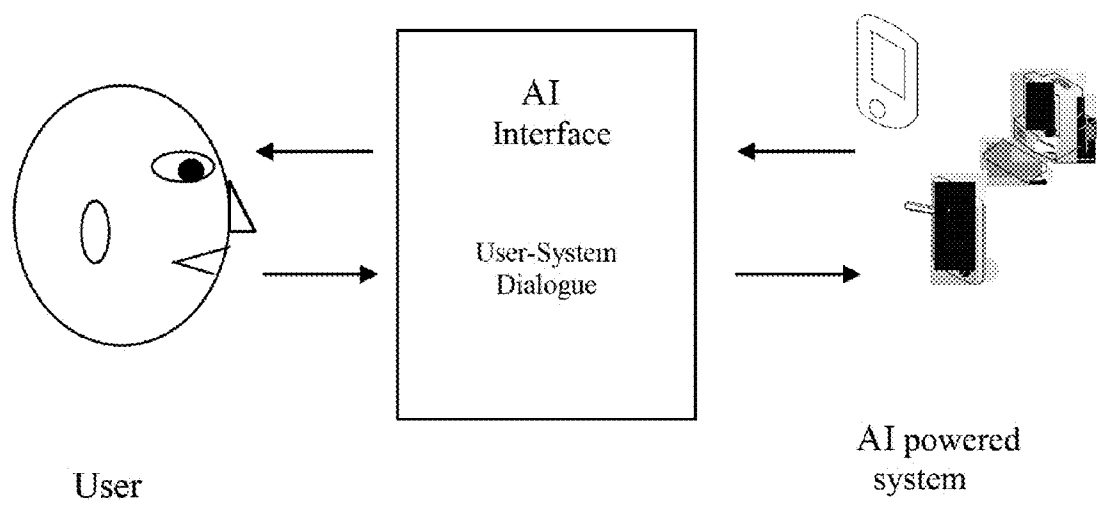 AI
Interface
User-System
Dialogue
AI powered
system
User